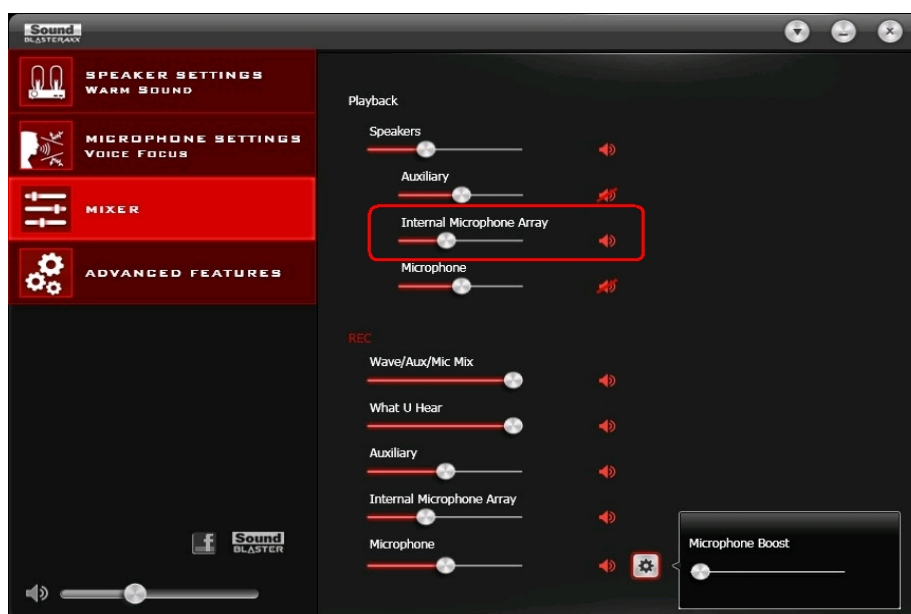 Sound
BLASTERAXX
SPEAKER SETTINGS
WARM SOUND
MICROPHONE SETTINGS
VOICE FOCUS
MIXER
ADVANCED FEATURES
Sound
BLASTER
Playback
Speakers
Auxiliary
Internal Microphone Array
Microphone
REC
Wave/Aux/Mic Mix
What U Hear
Auxiliary
Internal Microphone Array
Microphone
Microphone Boost